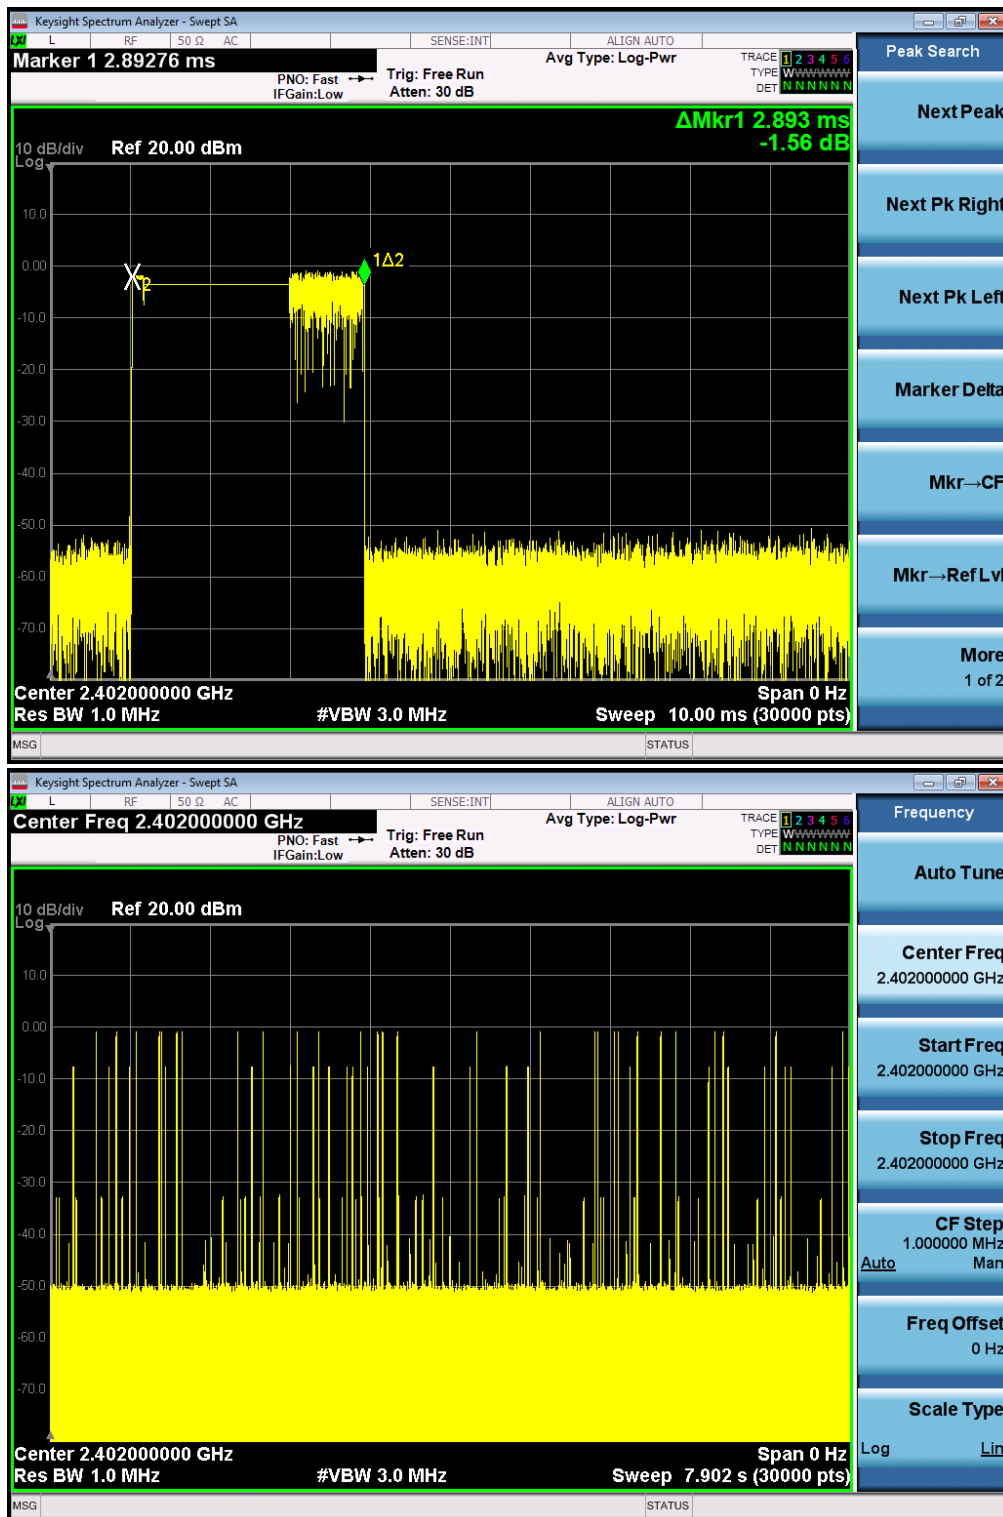 Keysight Spectrum Analyzer - Swept SA
LXI L RF 50 Ω AC SENSE:INT ALIGN AUTO
Marker 1 2.89276 ms
PNO: Fast
IFGain:Low
Trig: Free Run
Atten: 30 dB
Avg Type: Log-Pwr
TRACE 1 2 3 4 5 6
TYPE WWWWWW
DET N N N N N N
Peak Search
Next Peak
Next Pk Right
Next Pk Left
Marker Delta
Mkr→CF
Mkr→Ref Lvl
More
1 of 2
ΔMkr1 2.893 ms
-1.56 dB
10 dB/div Ref 20.00 dBm
Log
10.0
0.00
-10.0
-20.0
-30.0
-40.0
-50.0
-60.0
-70.0
X2
1Δ2
Center 2.402000000 GHz Span 0 Hz
Res BW 1.0 MHz #VBW 3.0 MHz Sweep 10.00 ms (30000 pts)
MSG STATUS
Keysight Spectrum Analyzer - Swept SA
LXI L RF 50 Ω AC SENSE:INT ALIGN AUTO
Center Freq 2.402000000 GHz
PNO: Fast
IFGain:Low
Trig: Free Run
Atten: 30 dB
Avg Type: Log-Pwr
TRACE 1 2 3 4 5 6
TYPE WWWWWW
DET N N N N N N
Frequency
Auto Tune
Center Freq
2.402000000 GHz
Start Freq
2.402000000 GHz
Stop Freq
2.402000000 GHz
CF Step
1.000000 MHz
Auto Man
Freq Offset
0 Hz
Scale Type
Log Lin
10 dB/div Ref 20.00 dBm
Log
10.0
0.00
-10.0
-20.0
-30.0
-40.0
-50.0
-60.0
-70.0
Center 2.402000000 GHz Span 0 Hz
Res BW 1.0 MHz #VBW 3.0 MHz Sweep 7.902 s (30000 pts)
MSG STATUS